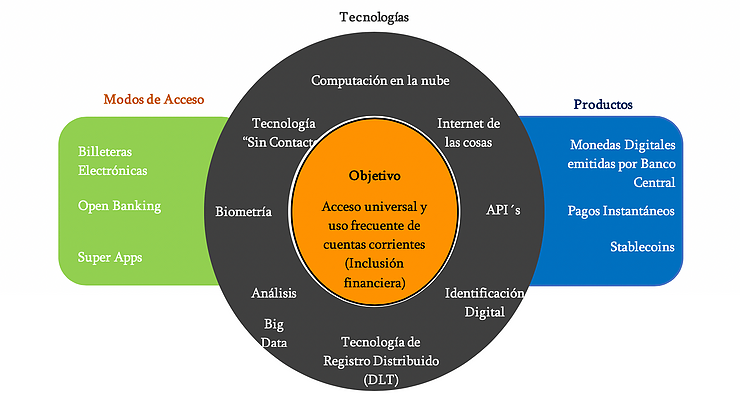 Tecnologías
Computación en la nube
Modos de Acceso
Productos
Tecnología
“Sin Contacto
Internet de
las cosas
Billeteras
Electrónicas
Open Banking
Super Apps
Biometría
Objetivo
Acceso universal y
uso frecuente de
cuentas corrientes
(Inclusión
financiera)
API´s
Monedas Digitales
emitidas por Banco
Central
Pagos Instantáneos
Stablecoins
Análisis
Big
Data
Identificación
Digital
Tecnología de
Registro Distribuido
(DLT)